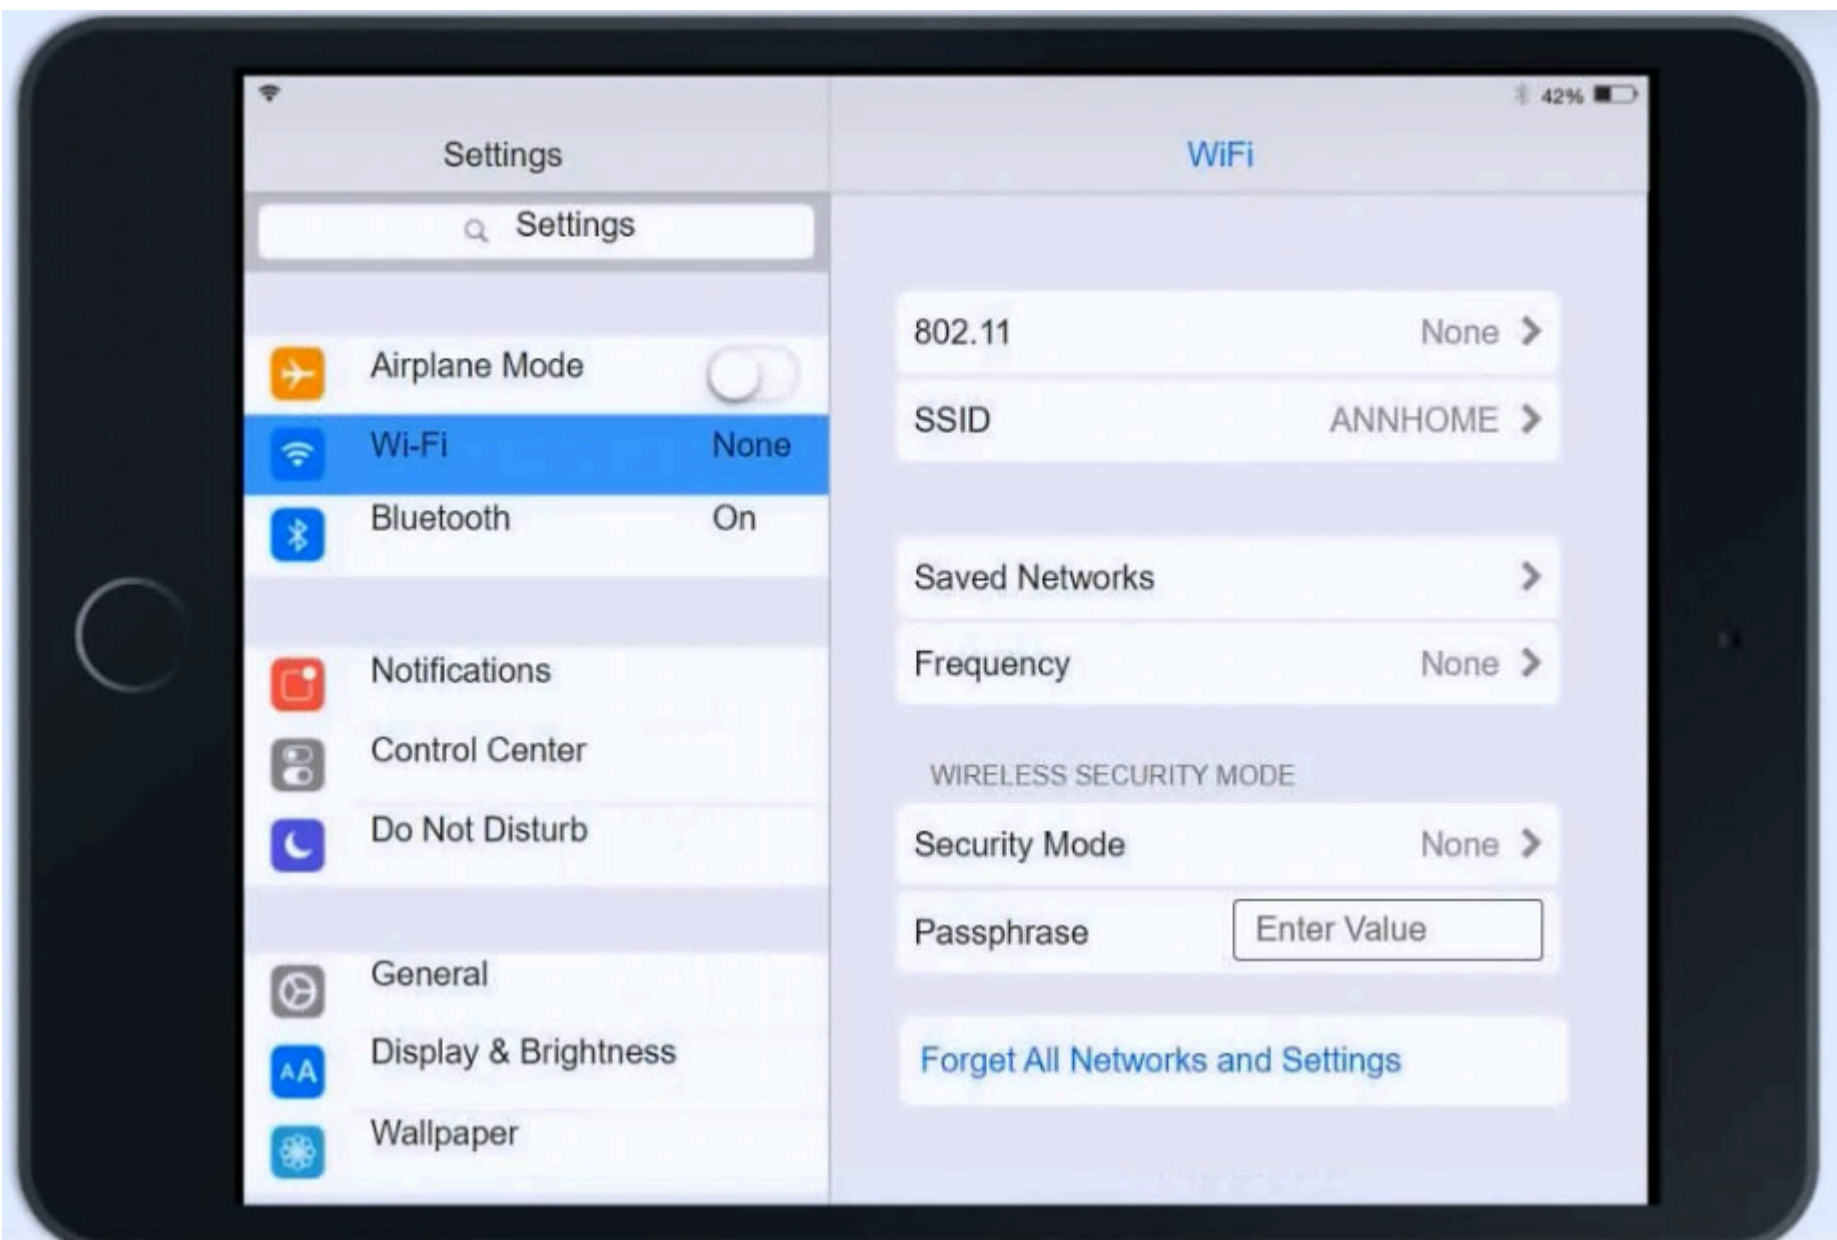 42%
Settings
WiFi
Settings
Airplane Mode
Wi-Fi None
Bluetooth On
Notifications
Control Center
Do Not Disturb
General
AA Display & Brightness
Wallpaper
802.11 None
SSID ANNHOME
Saved Networks
Frequency None
WIRELESS SECURITY MODE
Security Mode None
Passphrase Enter Value
Forget All Networks and Settings